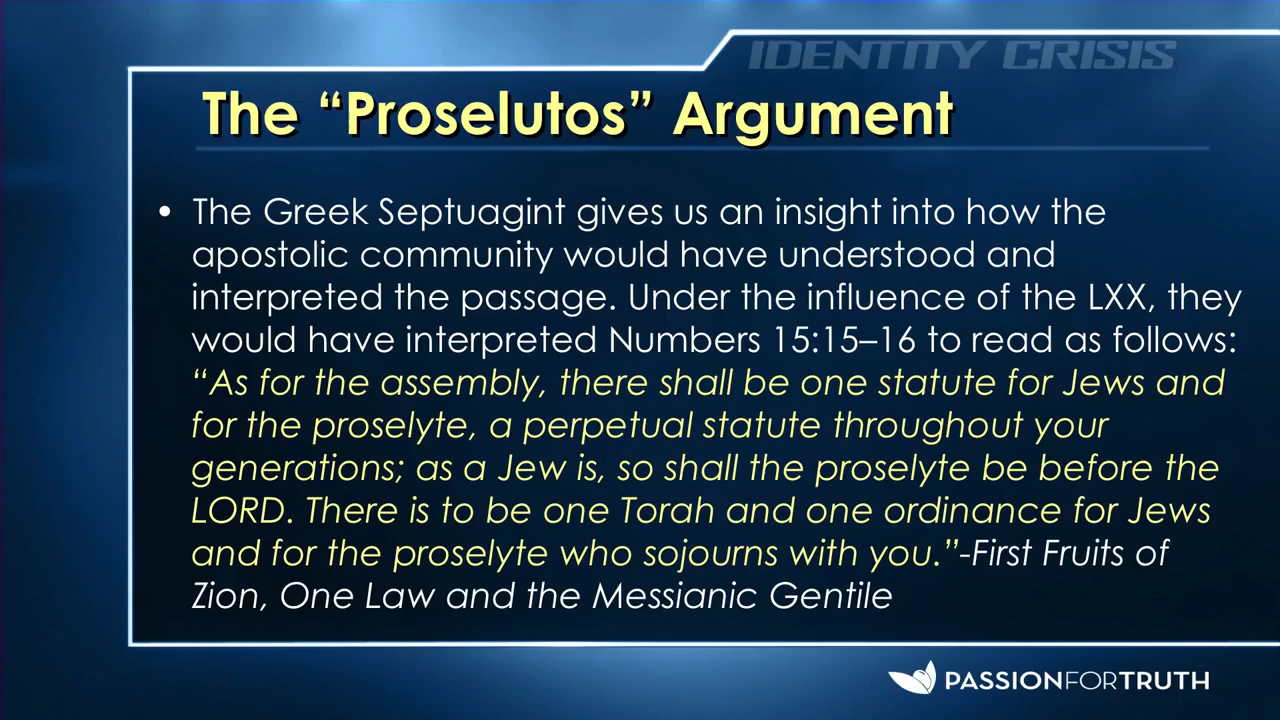 IDENTITY CRISIS
The “Proselutos” Argument
• The Greek Septuagint gives us an insight into how the
apostolic community would have understood and
interpreted the passage. Under the influence of the LXX, they
would have interpreted Numbers 15:15–16 to read as follows:
“As for the assembly, there shall be one statute for Jews and
for the proselyte, a perpetual statute throughout your
generations; as a Jew is, so shall the proselyte be before the
LORD. There is to be one Torah and one ordinance for Jews
and for the proselyte who sojourns with you.”-First Fruits of
Zion, One Law and the Messianic Gentile
PASSIONFORTRUTH